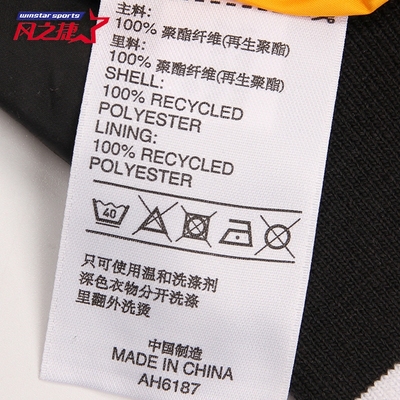 winstar sports
风之捷
主料:
100% 聚酯纤维(再生聚酯)
里料:
100% 聚酯纤维(再生聚酯)
SHELL:
100% RECYCLED
POLYESTER
LINING:
100% RECYCLED
POLYESTER
40
只可使用温和洗涤剂
深色衣物分开洗涤
里翻外洗烫
中国制造
MADE IN CHINA
AH6187